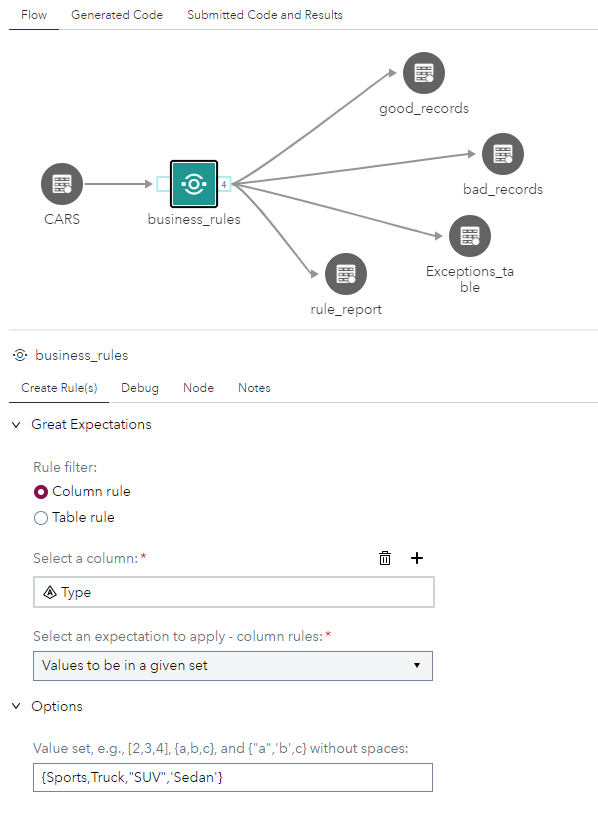 Flow Generated Code Submitted Code and Results
good_records
bad_records
4
CARS
business_rules
Exceptions_ta
ble
rule_report
business_rules
Create Rule(s) Debug Node Notes
Great Expectations
Rule filter:
Column rule
Table rule
Select a column:*
A Type
Select an expectation to apply - column rules:*
Values to be in a given set
Options
Value set, e.g., [2,3,4], {a,b,c}, and {"a",'b',c} without spaces:
{Sports,Truck,"SUV",'Sedan'}